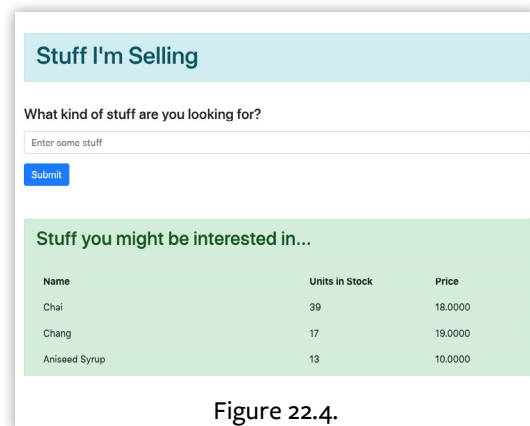 Stuff I'm Selling
What kind of stuff are you looking for?
Enter some stuff
Submit
Stuff you might be interested in...
Name Units in Stock Price
Chai 39 18.0000
Chang 17 19.0000
Aniseed Syrup 13 10.0000
Figure 22.4.